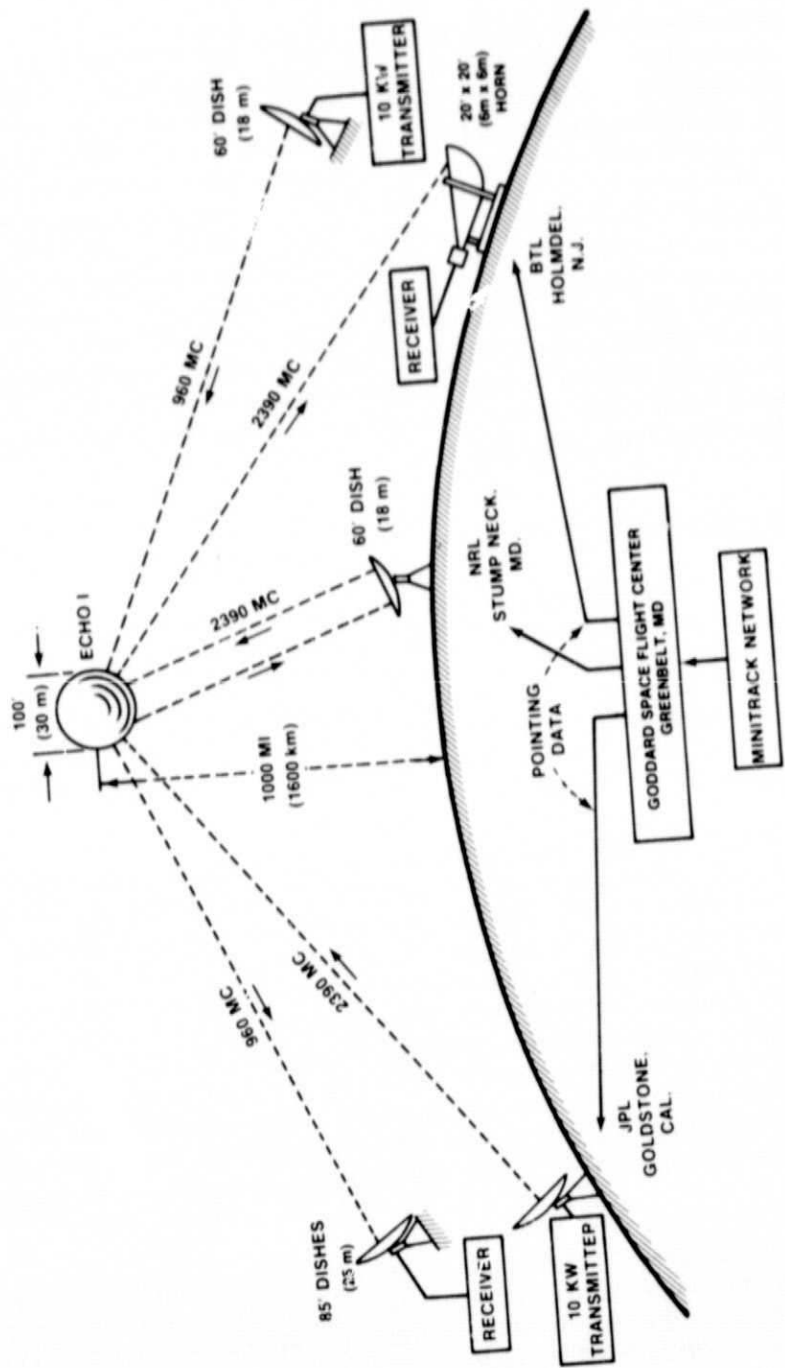 100'
(30 m)
ECHO I
960 MC
2390 MC
960 MC
2390 MC
2390 MC
1000 MI
(1600 km)
85' DISHES
(25 m)
RECEIVER
10 KW
TRANSMITTEP
60' DISH
(18 m)
60' DISH
(18 m)
10 KW
TRANSMITTER
20' x 20'
(6m x 6m)
HORN
RECEIVER
JPL
GOLDSTONE.
CAL.
NRL
STUMP NECK.
MD.
BTL
HOLMDEL.
N.J.
POINTING
DATA
GODDARD SPACE FLIGHT CENTER
GREENBELT, MD
MINITRACK NETWORK